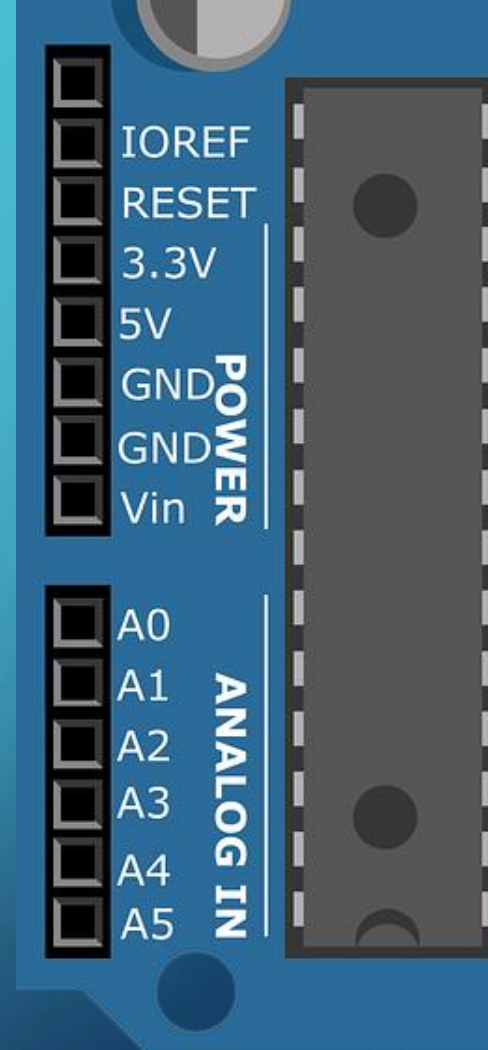 IOREF
RESET
3.3V
5V
GND
GND
Vin
POWER
A0
A1
A2
A3
A4
A5
ANALOG IN